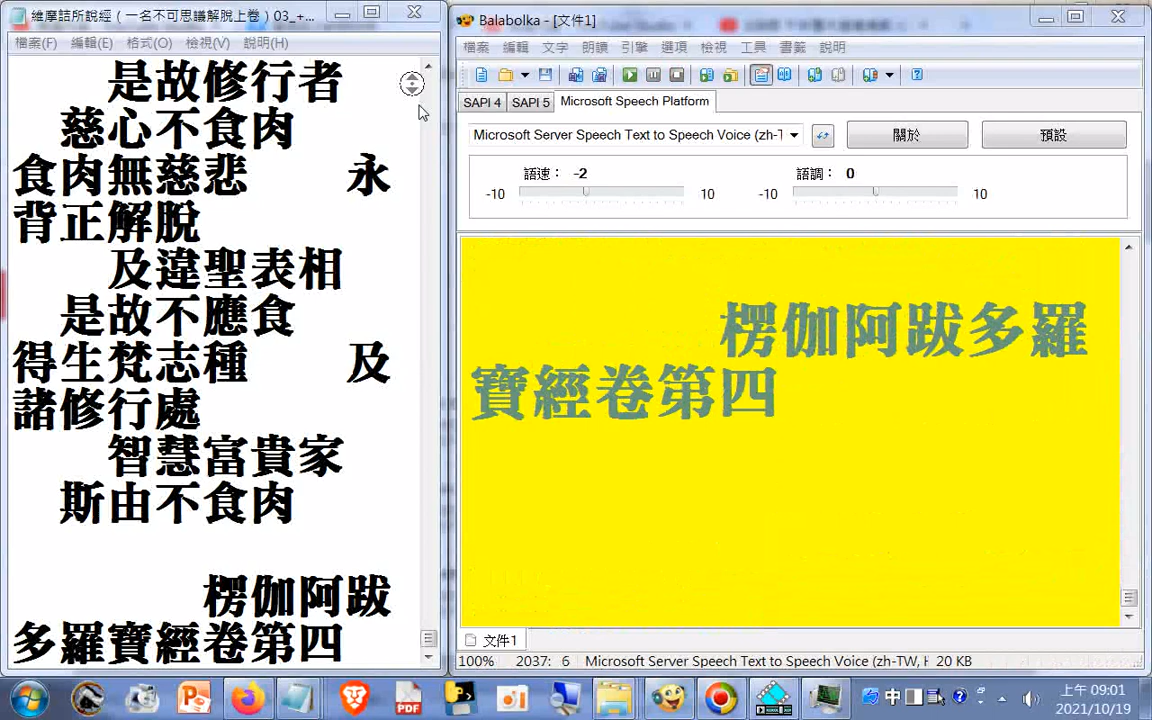 維摩詰所說經（一名不可思議解脫上卷）03_+...
檔案(F) 編輯(E) 格式(O) 檢視(V) 說明(H)
是故修行者
慈心不食肉
食肉無慈悲 永
背正解脫
及違聖表相
是故不應食
得生梵志種 及
諸修行處
智慧富貴家
斯由不食肉
楞伽阿跋
多羅寶經卷第四
Balabolka - [文件1]
檔案 編輯 文字 朗讀 引擎 選項 檢視 工具 書籤 說明
SAPI 4 SAPI 5 Microsoft Speech Platform
Microsoft Server Speech Text to Speech Voice (zh-T
關於 預設
語速： -2 語調： 0
-10 10 -10 10
楞伽阿跋多羅
寶經卷第四
文件1
100% 2037: 6 Microsoft Server Speech Text to Speech Voice (zh-TW, H 20 KB
中
上午 09:01
2021/10/19